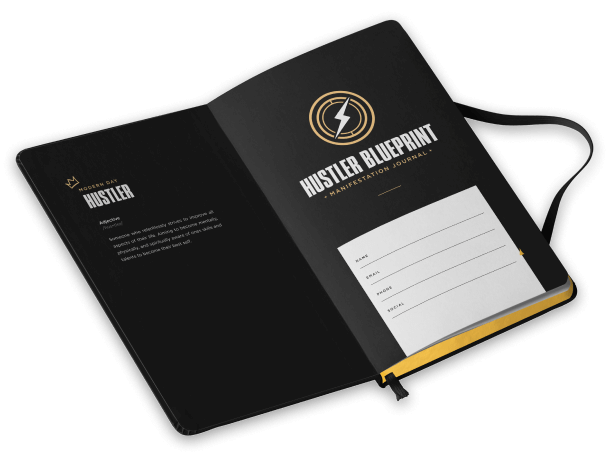 MODERN DAY
HUSTLER
Adjective
Someone who relentlessly strives to improve all
aspects of their life. Aiming to become mentally,
physically, and spiritually aware of ones skills and
talents to become their best self.
HUSTLER BLUEPRINT
• MANIFESTATION JOURNAL •
NAME
EMAIL
PHONE
SOCIAL